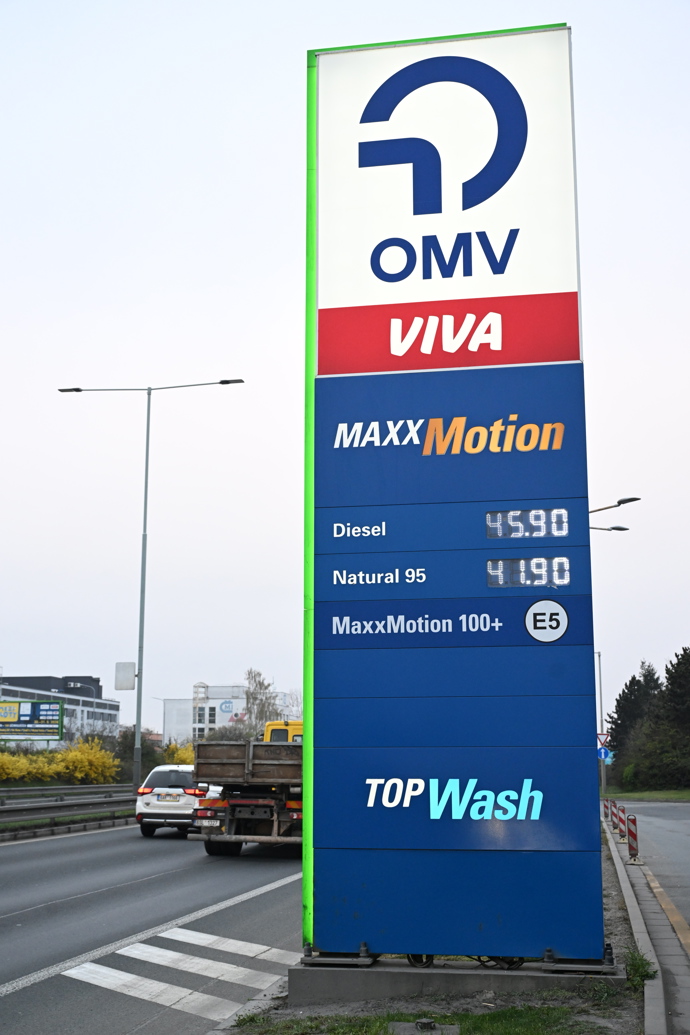 OMV
VIVA
MAXXMotion
Diesel 45.90
Natural 95 41.90
MaxxMotion 100+ E5
TOPWash